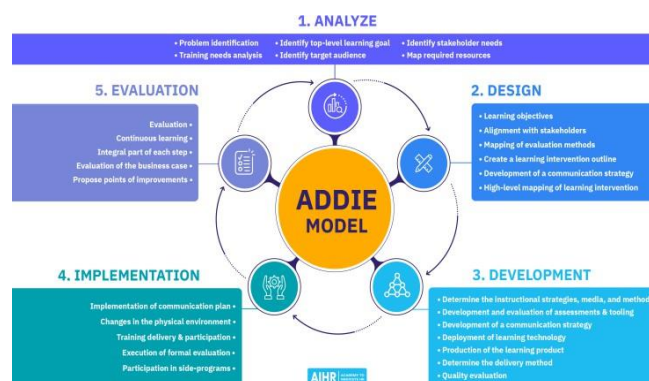 1. ANALYZE
• Problem identification
• Training needs analysis
• Identify top-level learning goal
• Identify target audience
• Identify stakeholder needs
• Map required resources
2. DESIGN
• Learning objectives
• Alignment with stakeholders
• Mapping of evaluation methods
• Create a learning intervention outline
• Development of a communication strategy
• High-level mapping of learning intervention
3. DEVELOPMENT
• Determine the instructional strategies, media, and method
• Development and evaluation of assessments & tooling
• Development of a communication strategy
• Deployment of learning technology
• Production of the learning product
• Determine the delivery method
• Quality evaluation
4. IMPLEMENTATION
Implementation of communication plan •
Changes in the physical environment •
Training delivery & participation •
Execution of formal evaluation •
Participation in side-programs •
5. EVALUATION
Evaluation •
Continuous learning •
Integral part of each step •
Evaluation of the business case •
Propose points of improvements •
ADDIE
MODEL
AIHR